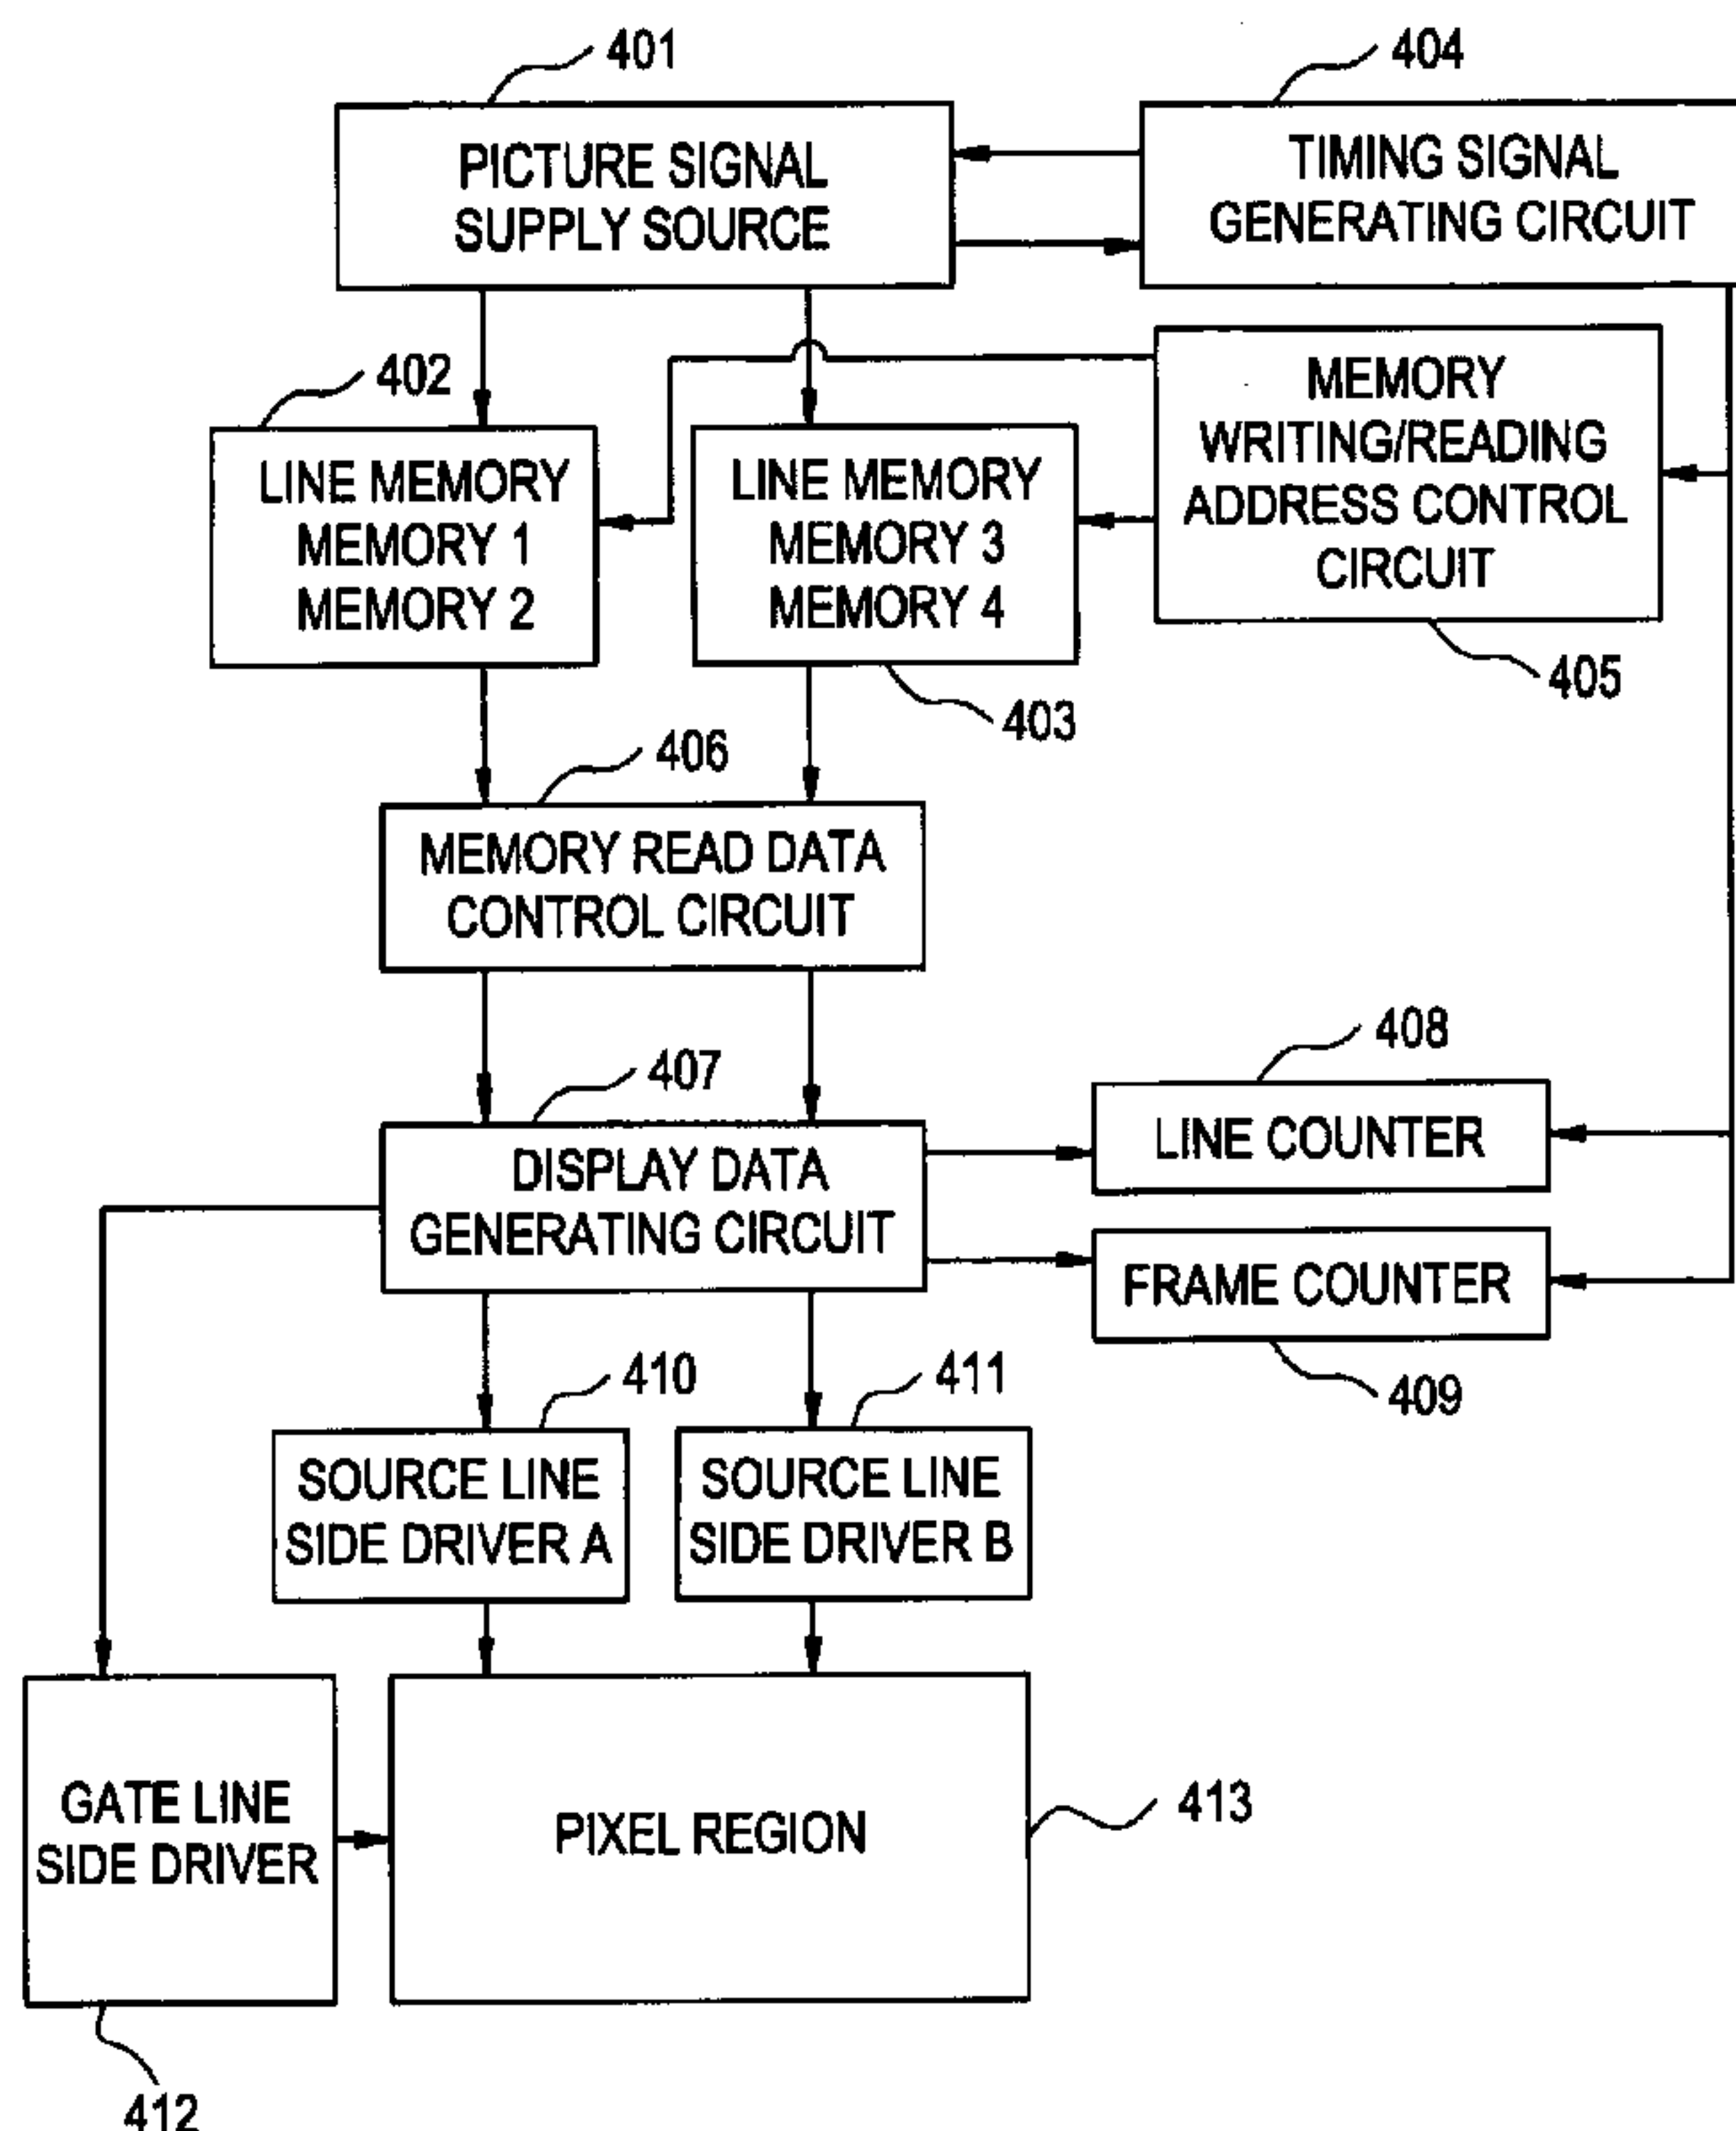 401
404
PICTURE SIGNAL
SUPPLY SOURCE
TIMING SIGNAL
GENERATING CIRCUIT
402
LINE MEMORY
MEMORY 1
MEMORY 2
LINE MEMORY
MEMORY 3
MEMORY 4
MEMORY
WRITING/READING
ADDRESS CONTROL
CIRCUIT
405
403
406
MEMORY READ DATA
CONTROL CIRCUIT
408
407
LINE COUNTER
DISPLAY DATA
GENERATING CIRCUIT
FRAME COUNTER
409
410
411
SOURCE LINE
SIDE DRIVER A
SOURCE LINE
SIDE DRIVER B
GATE LINE
SIDE DRIVER
PIXEL REGION
413
412